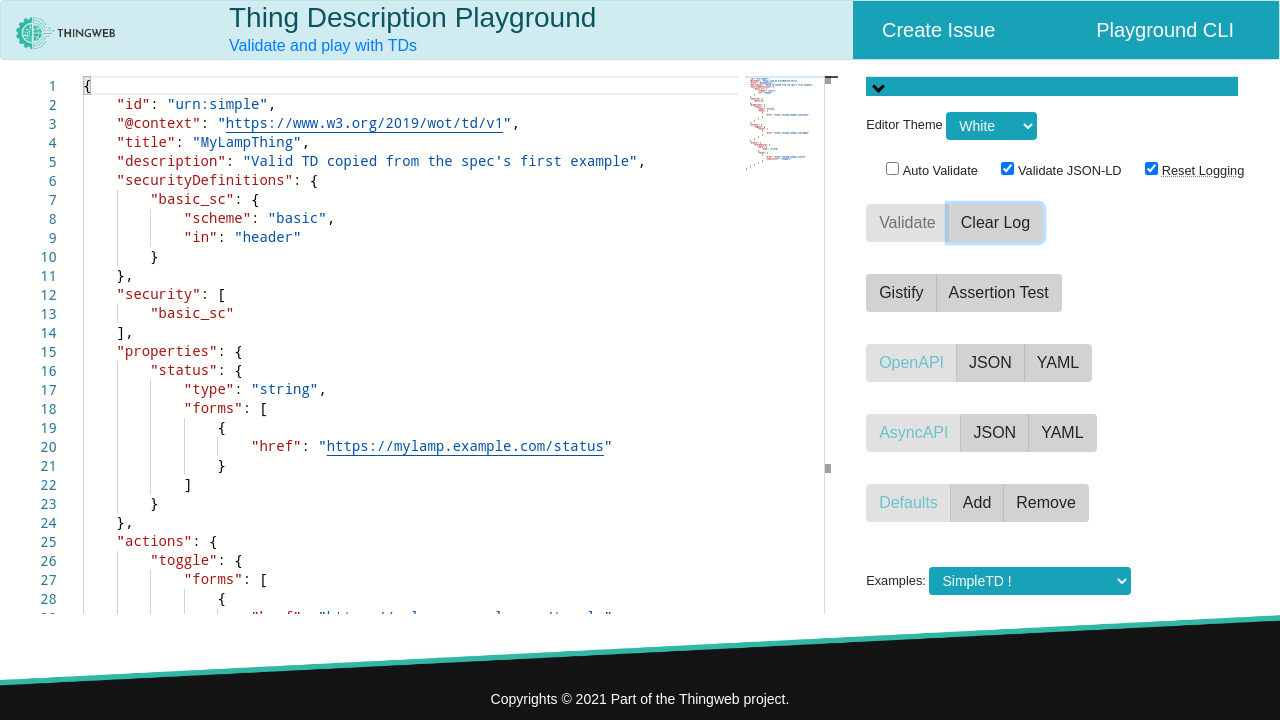 THINGWEB
Thing Description Playground
Validate and play with TDs
Create Issue
Playground CLI
1 {
2 "id": "urn:simple",
3 "@context": "https://www.w3.org/2019/wot/td/v1",
4 "title": "MyLampThing",
5 "description": "Valid TD copied from the spec's first example",
6 "securityDefinitions": {
7 "basic_sc": {
8 "scheme": "basic",
9 "in": "header"
10 }
11 },
12 "security": [
13 "basic_sc"
14 ],
15 "properties": {
16 "status": {
17 "type": "string",
18 "forms": [
19 {
20 "href": "https://mylamp.example.com/status"
21 }
22 ]
23 }
24 },
25 "actions": {
26 "toggle": {
27 "forms": [
28 {
Editor Theme White
Auto Validate Validate JSON-LD Reset Logging
Validate Clear Log
Gistify Assertion Test
OpenAPI JSON YAML
AsyncAPI JSON YAML
Defaults Add Remove
Examples: SimpleTD !
Copyrights © 2021 Part of the Thingweb project.